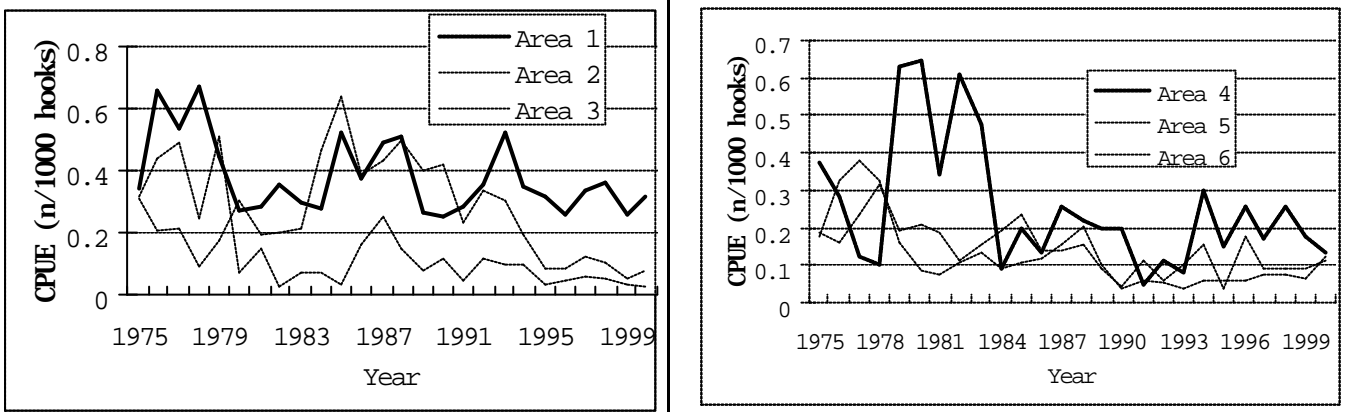 CPUE (n/1000 hooks)
0.8
0.6
0.4
0.2
0
Area 1
Area 2
Area 3
1975 1979 1983 1987 1991 1995 1999
Year
CPUE (n/1000 hooks)
0.7
0.6
0.5
0.4
0.3
0.2
0.1
0
Area 4
Area 5
Area 6
1975 1978 1981 1984 1987 1990 1993 1996 1999
Year